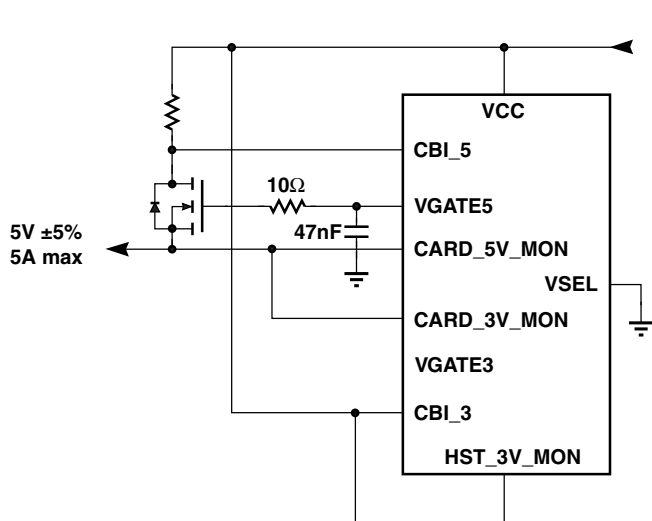 VCC
CBI_5
10Ω
VGATE5
47nF
5V ±5%
5A max
CARD_5V_MON
VSEL
CARD_3V_MON
VGATE3
CBI_3
HST_3V_MON